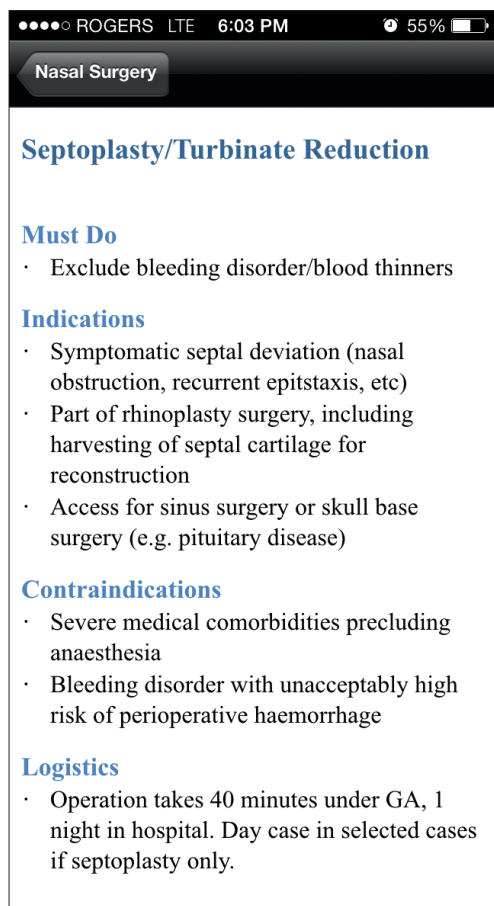 ROGERS LTE 6:03 PM 55%
Nasal Surgery
Septoplasty/Turbinate Reduction
Must Do
· Exclude bleeding disorder/blood thinners
Indications
· Symptomatic septal deviation (nasal
obstruction, recurrent epitstaxis, etc)
· Part of rhinoplasty surgery, including
harvesting of septal cartilage for
reconstruction
· Access for sinus surgery or skull base
surgery (e.g. pituitary disease)
Contraindications
· Severe medical comorbidities precluding
anaesthesia
· Bleeding disorder with unacceptably high
risk of perioperative haemorrhage
Logistics
· Operation takes 40 minutes under GA, 1
night in hospital. Day case in selected cases
if septoplasty only.